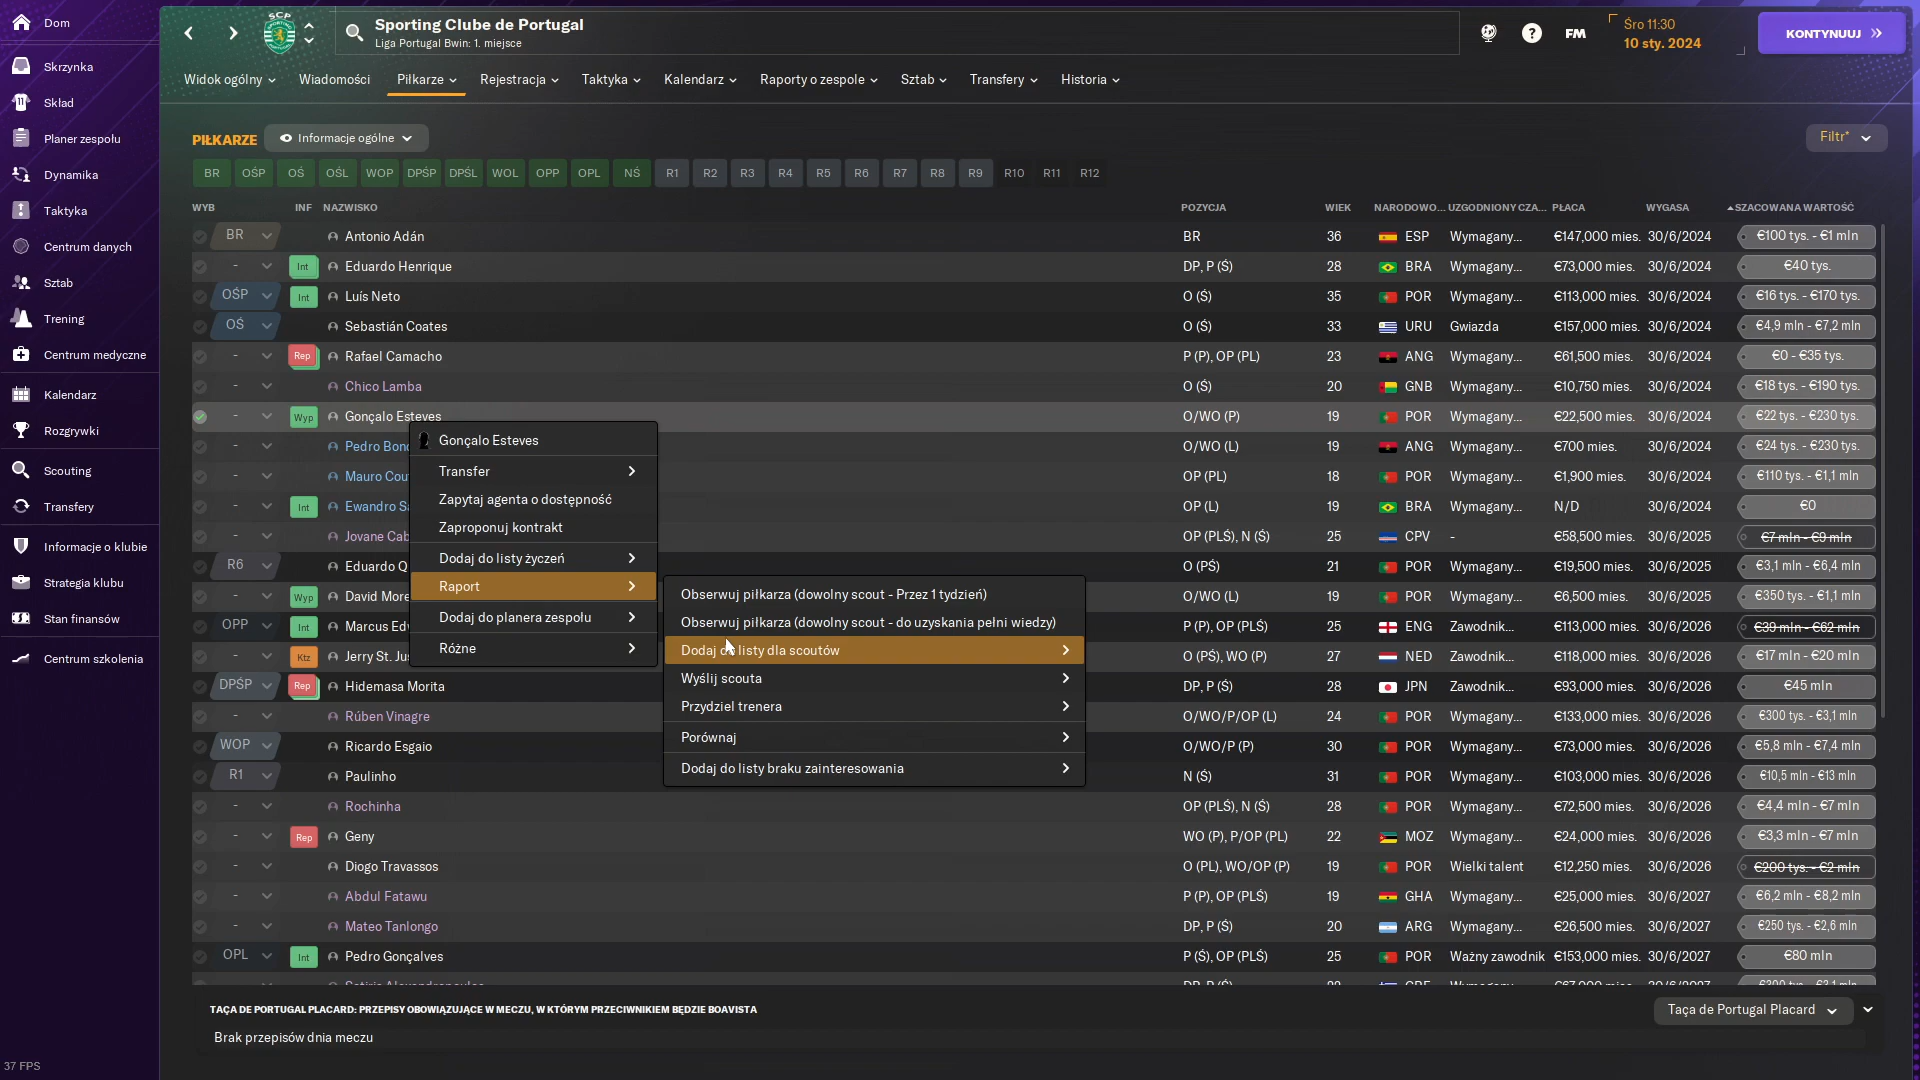 Dom
Skrzynka
Skład
Planer zespołu
Dynamika
Taktyka
Centrum danych
Sztab
Trening
Centrum medyczne
Kalendarz
Rozgrywki
Scouting
Transfery
Informacje o klubie
Strategia klubu
Stan finansów
Centrum szkolenia
37 FPS
SCP
Sporting Clube de Portugal
Liga Portugal Bwin: 1. miejsce
FM
Śro 11:30
10 sty. 2024
KONTYNUUJ
Widok ogólny Wiadomości Piłkarze Rejestracja Taktyka Kalendarz Raporty o zespole Sztab Transfery Historia
PIŁKARZE Informacje ogólne Filtr*
BR OŚP OŚ OŚL WOP DPŚP DPŚL WOL OPP OPL NŚ R1 R2 R3 R4 R5 R6 R7 R8 R9 R10 R11 R12
WYB INF NAZWISKO POZYCJA WIEK NARODOWO... UZGODNIONY CZA... PŁACA WYGASA SZACOWANA WARTOŚĆ
BR Antonio Adán BR 36 ESP Wymagany... €147,000 mies. 30/6/2024 €100 tys. - €1 mln
- Int Eduardo Henrique DP, P (Ś) 28 BRA Wymagany... €73,000 mies. 30/6/2024 €40 tys.
OŚP Int Luís Neto O (Ś) 35 POR Wymagany... €113,000 mies. 30/6/2024 €16 tys. - €170 tys.
OŚ Sebastián Coates O (Ś) 33 URU Gwiazda €157,000 mies. 30/6/2024 €4,9 mln - €7,2 mln
- Rep Rafael Camacho P (P), OP (PL) 23 ANG Wymagany... €61,500 mies. 30/6/2024 €0 - €35 tys.
- Chico Lamba O (Ś) 20 GNB Wymagany... €10,750 mies. 30/6/2024 €18 tys. - €190 tys.
- Wyp Gonçalo Esteves O/WO (P) 19 POR Wymagany... €22,500 mies. 30/6/2024 €22 tys. - €230 tys.
- Pedro Bon O/WO (L) 19 ANG Wymagany... €700 mies. 30/6/2024 €24 tys. - €230 tys.
- Mauro Cou OP (PL) 18 POR Wymagany... €1,900 mies. 30/6/2024 €110 tys. - €1,1 mln
- Int Ewandro S OP (L) 19 BRA Wymagany... N/D 30/6/2024 €0
- Jovane Cab OP (PLŚ), N (Ś) 25 CPV - €58,500 mies. 30/6/2025 €7 mln - €9 mln
R6 Eduardo Q O (PŚ) 21 POR Wymagany... €19,500 mies. 30/6/2025 €3,1 mln - €6,4 mln
- Wyp David More O/WO (L) 19 POR Wymagany... €6,500 mies. 30/6/2025 €350 tys. - €1,1 mln
OPP Int Marcus Edw P (P), OP (PLŚ) 25 ENG Zawodnik... €113,000 mies. 30/6/2026 €39 mln - €62 mln
- Ktz Jerry St. Jus O (PŚ), WO (P) 27 NED Zawodnik... €118,000 mies. 30/6/2026 €17 mln - €20 mln
DPŚP Rep Hidemasa Morita DP, P (Ś) 28 JPN Zawodnik... €93,000 mies. 30/6/2026 €45 mln
- Rúben Vinagre O/WO/P/OP (L) 24 POR Wymagany... €133,000 mies. 30/6/2026 €300 tys. - €3,1 mln
WOP Ricardo Esgaio O/WO/P (P) 30 POR Wymagany... €73,000 mies. 30/6/2026 €5,8 mln - €7,4 mln
R1 Paulinho N (Ś) 31 POR Wymagany... €103,000 mies. 30/6/2026 €10,5 mln - €13 mln
- Rochinha OP (PLŚ), N (Ś) 28 POR Wymagany... €72,500 mies. 30/6/2026 €4,4 mln - €7 mln
- Rep Geny WO (P), P/OP (PL) 22 MOZ Wymagany... €24,000 mies. 30/6/2026 €3,3 mln - €7 mln
- Diogo Travassos O (PL), WO/OP (P) 19 POR Wielki talent €12,250 mies. 30/6/2026 €200 tys. - €2 mln
- Abdul Fatawu P (P), OP (PLŚ) 19 GHA Wymagany... €25,000 mies. 30/6/2027 €6,2 mln - €8,2 mln
- Mateo Tanlongo DP, P (Ś) 20 ARG Wymagany... €26,500 mies. 30/6/2027 €250 tys. - €2,6 mln
OPL Int Pedro Gonçalves P (Ś), OP (PLŚ) 25 POR Ważny zawodnik €153,000 mies. 30/6/2027 €80 mln
Gonçalo Esteves
Transfer
Zapytaj agenta o dostępność
Zaproponuj kontrakt
Dodaj do listy życzeń
Raport
Dodaj do planera zespołu
Różne
Obserwuj piłkarza (dowolny scout - Przez 1 tydzień)
Obserwuj piłkarza (dowolny scout - do uzyskania pełni wiedzy)
Dodaj do listy dla scoutów
Wyślij scouta
Przydziel trenera
Porównaj
Dodaj do listy braku zainteresowania
TAÇA DE PORTUGAL PLACARD: PRZEPISY OBOWIĄZUJĄCE W MECZU, W KTÓRYM PRZECIWNIKIEM BĘDZIE BOAVISTA
Taça de Portugal Placard
Brak przepisów dnia meczu